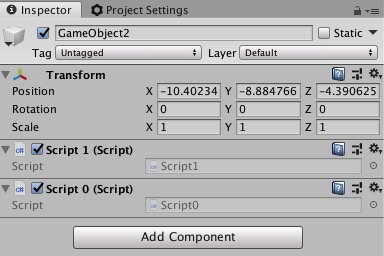 Inspector Project Settings
GameObject2 Static
Tag Untagged Layer Default
Transform
Position X -10.40234 Y -8.884766 Z -4.390625
Rotation X 0 Y 0 Z 0
Scale X 1 Y 1 Z 1
C# Script 1 (Script)
Script C# Script1
C# Script 0 (Script)
Script C# Script0
Add Component